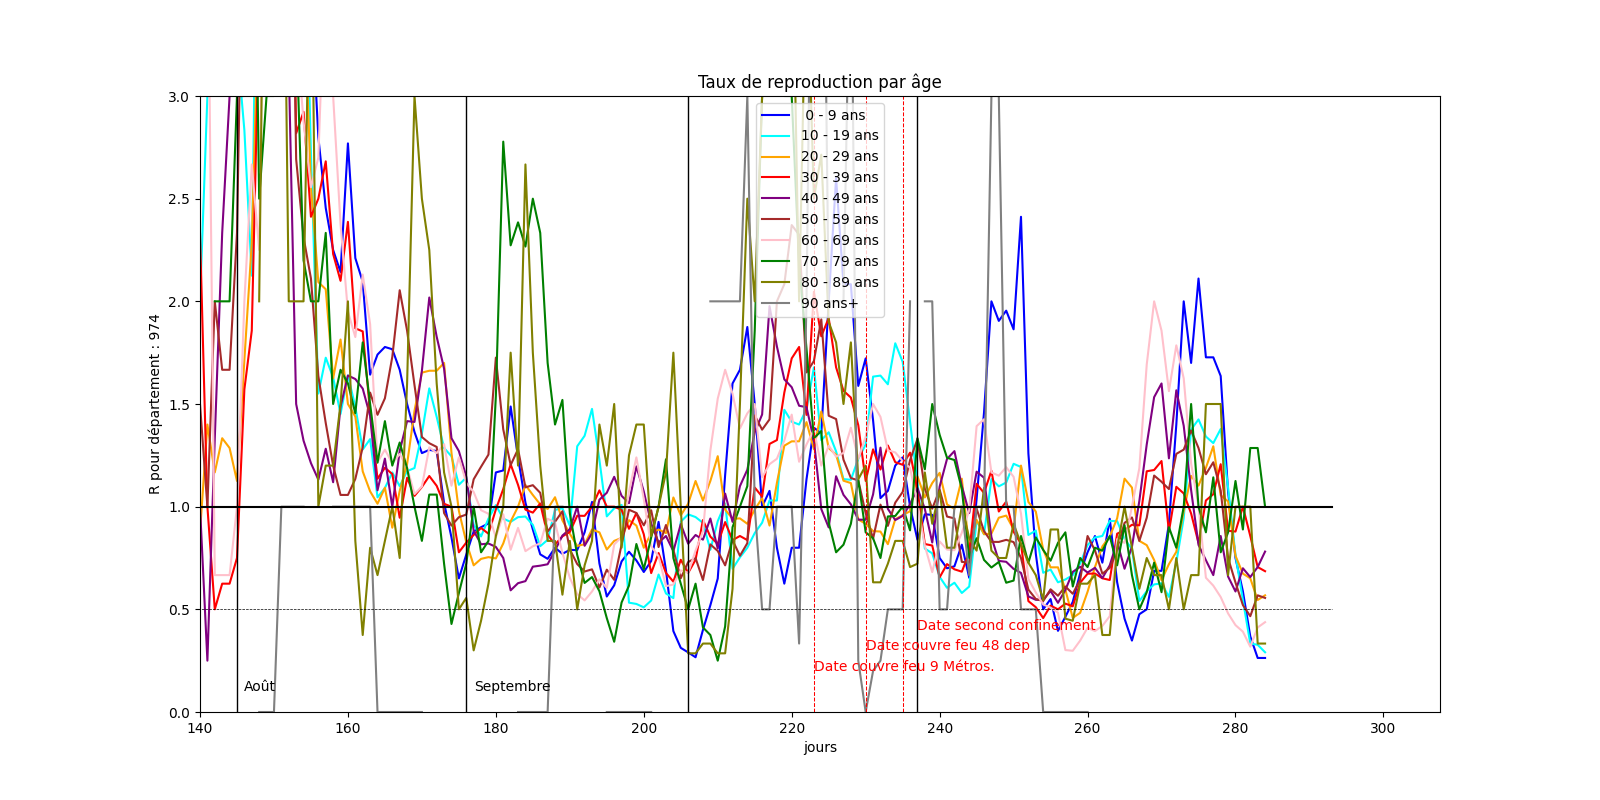 Taux de reproduction par âge
R pour département : 974
3.0
2.5
2.0
1.5
1.0
0.5
0.0
0 - 9 ans
10 - 19 ans
20 - 29 ans
30 - 39 ans
40 - 49 ans
50 - 59 ans
60 - 69 ans
70 - 79 ans
80 - 89 ans
90 ans+
Date second confinement
Date couvre feu 48 dep
Date couvre feu 9 Métros.
Août
Septembre
140 160 180 200 220 240 260 280 300
jours